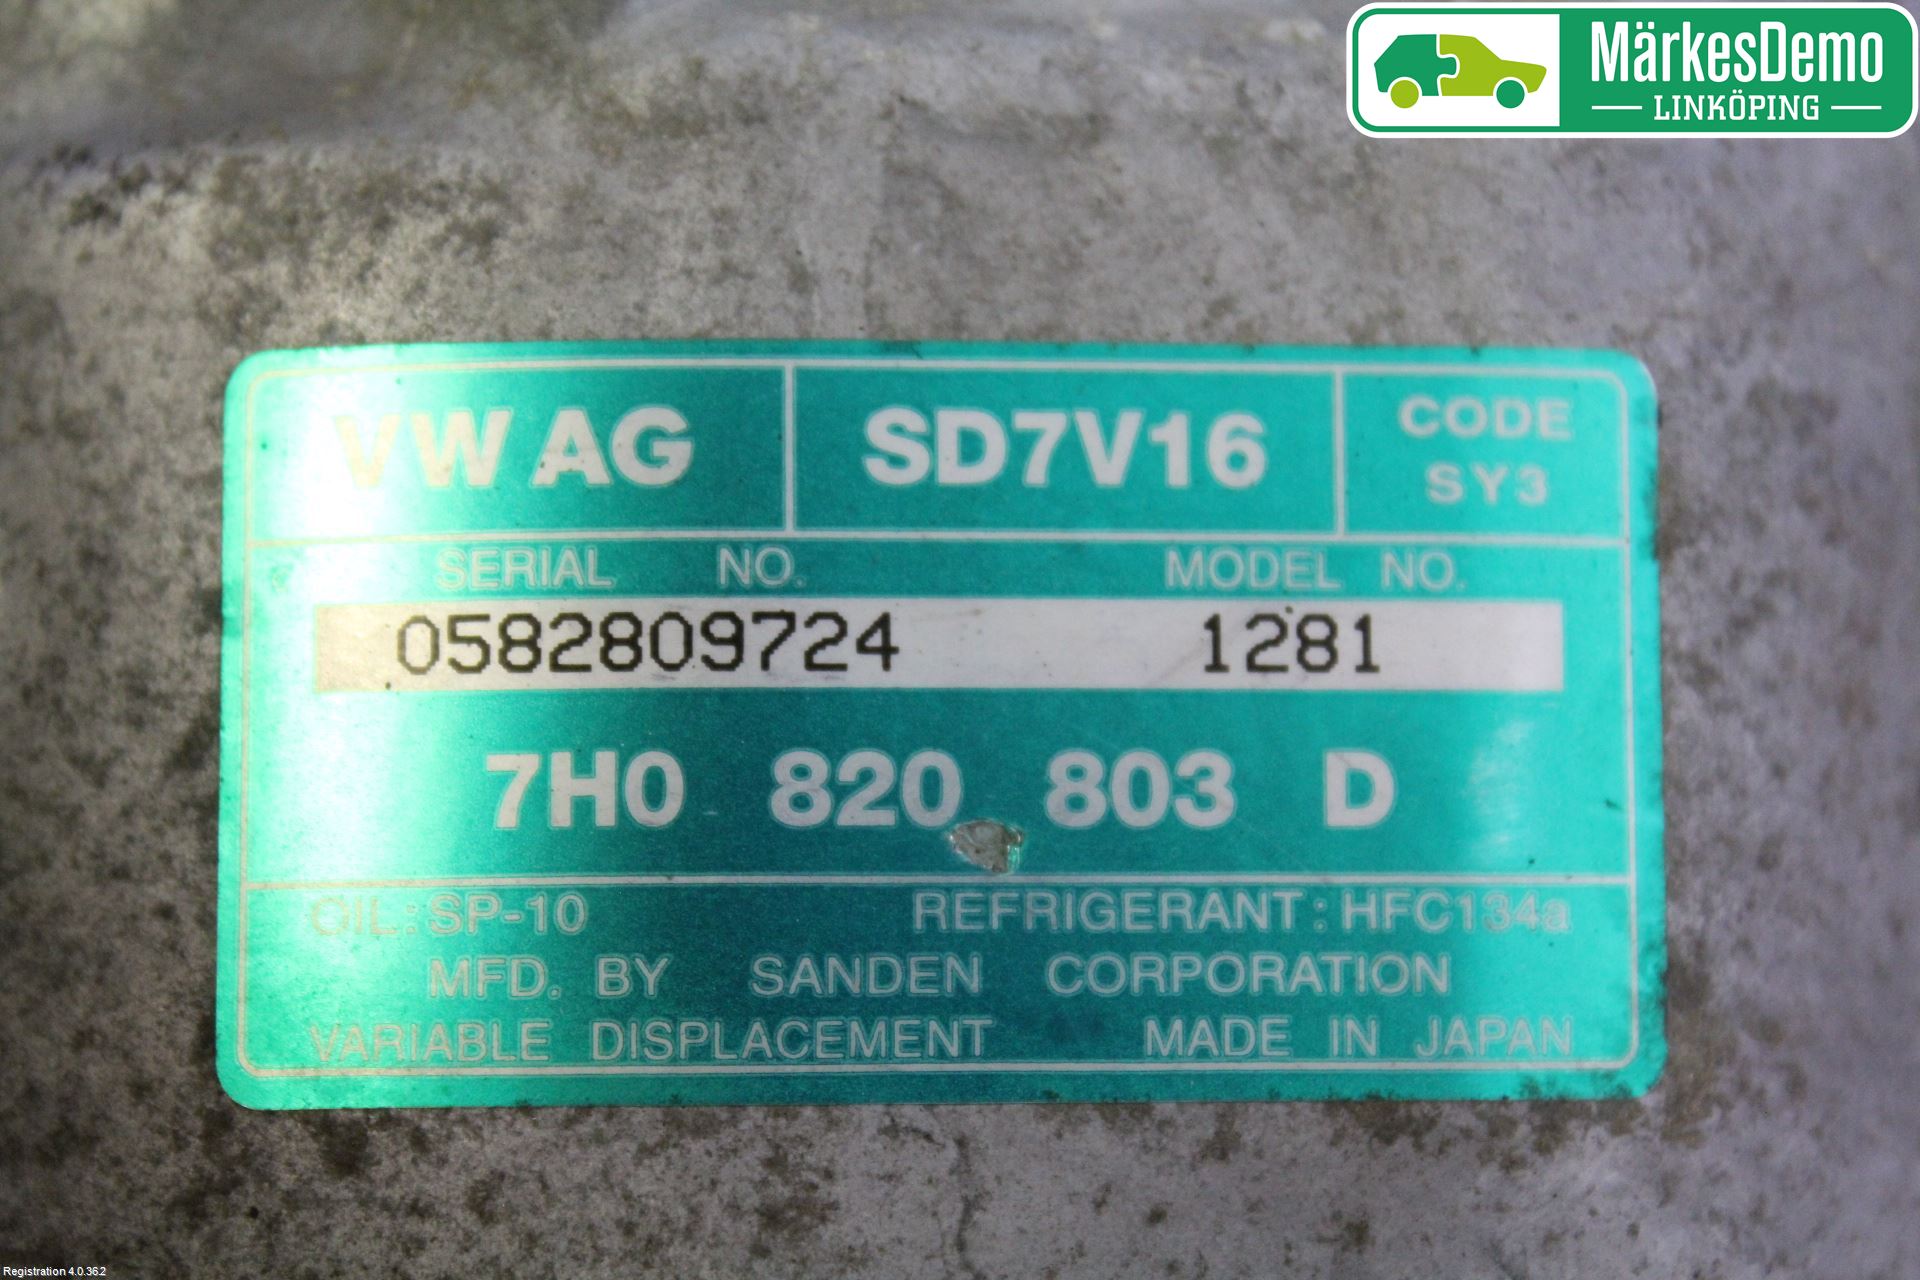 MärkesDemo
LINKÖPING
VW AG SD7V16 CODE
SY3
SERIAL NO. MODEL NO.
0582809724 1281
7H0 820 803 D
OIL: SP-10 REFRIGERANT: HFC134a
MFD. BY SANDEN CORPORATION
VARIABLE DISPLACEMENT MADE IN JAPAN
Registration 4.0.36.2